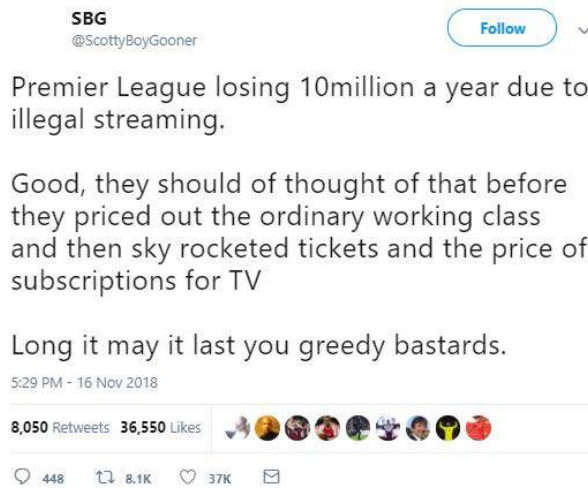 SBG
@ScottyBoyGooner
Follow
Premier League losing 10million a year due to
illegal streaming.
Good, they should of thought of that before
they priced out the ordinary working class
and then sky rocketed tickets and the price of
subscriptions for TV
Long it may it last you greedy bastards.
5:29 PM - 16 Nov 2018
8,050 Retweets 36,550 Likes
448 8.1K 37K